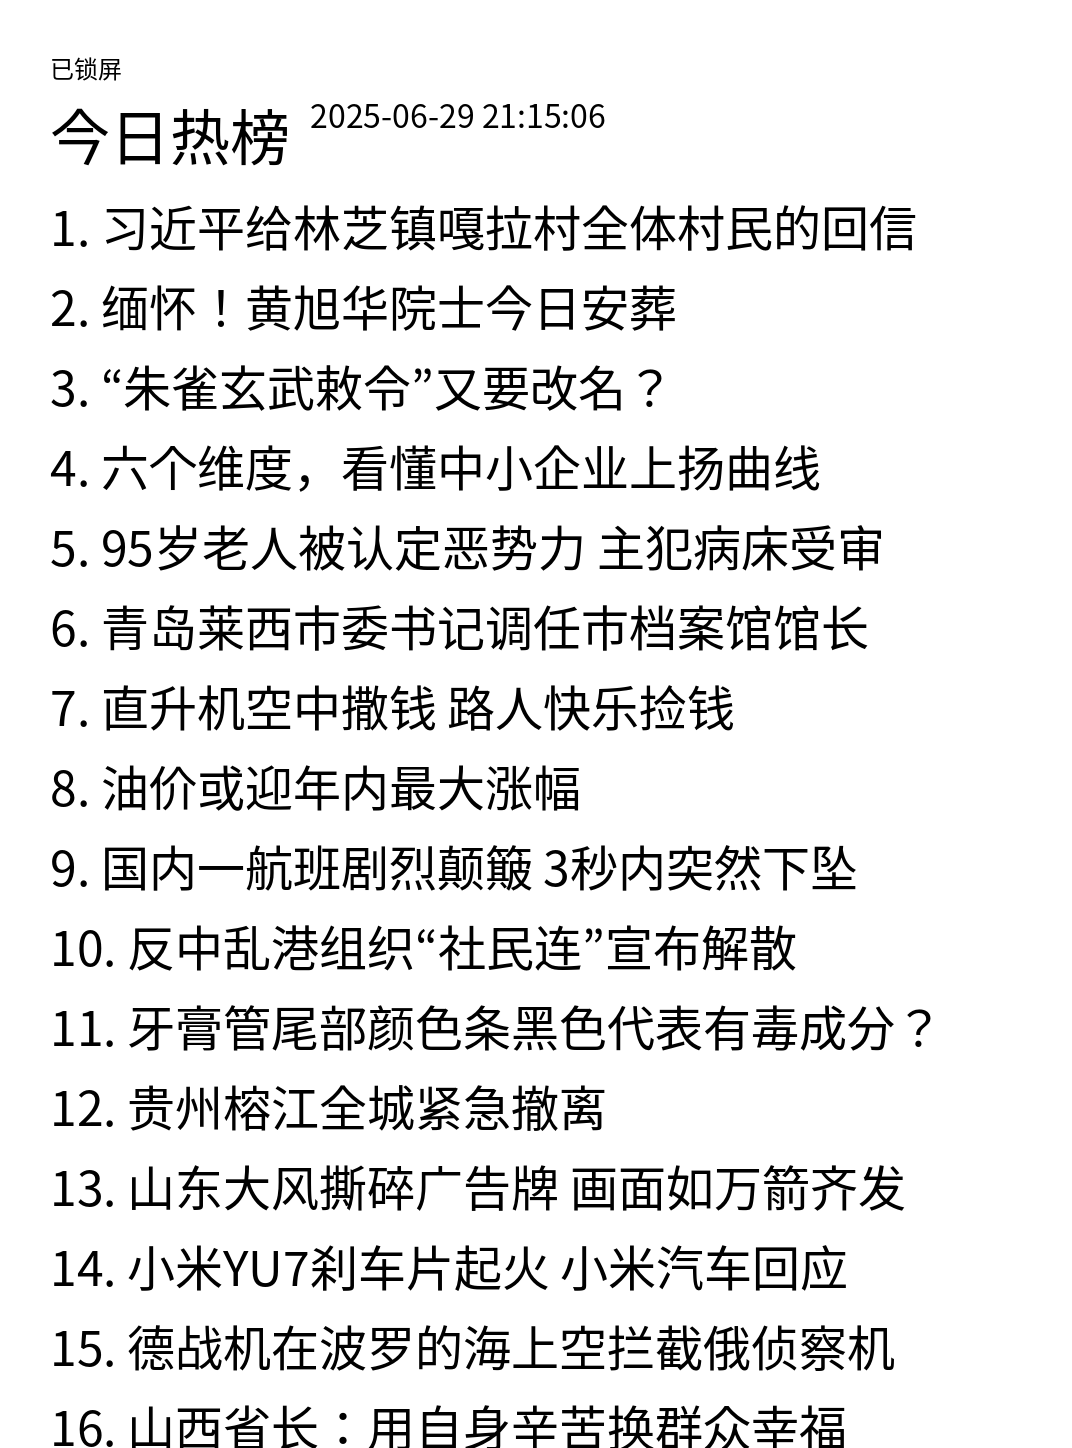 已锁屏
今日热榜 2025-06-29 21:15:06
1. 习近平给林芝镇嘎拉村全体村民的回信
2. 缅怀！黄旭华院士今日安葬
3. “朱雀玄武敕令”又要改名？
4. 六个维度，看懂中小企业上扬曲线
5. 95岁老人被认定恶势力 主犯病床受审
6. 青岛莱西市委书记调任市档案馆馆长
7. 直升机空中撒钱 路人快乐捡钱
8. 油价或迎年内最大涨幅
9. 国内一航班剧烈颠簸 3秒内突然下坠
10. 反中乱港组织“社民连”宣布解散
11. 牙膏管尾部颜色条黑色代表有毒成分？
12. 贵州榕江全城紧急撤离
13. 山东大风撕碎广告牌 画面如万箭齐发
14. 小米YU7刹车片起火 小米汽车回应
15. 德战机在波罗的海上空拦截俄侦察机
16. 山西省长：用自身辛苦换群众幸福